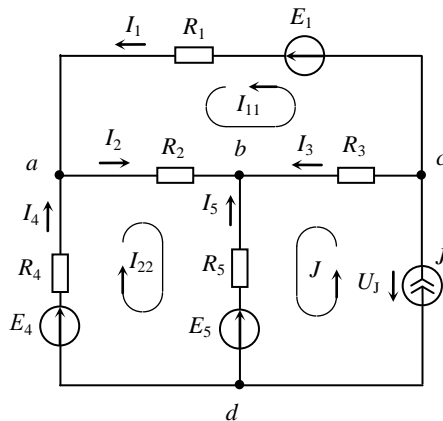 I1 R1 E1
I11
a I2 R2 b I3 R3 c
I4 I5
R4 I22 R5 J UJ J
E4 E5
d